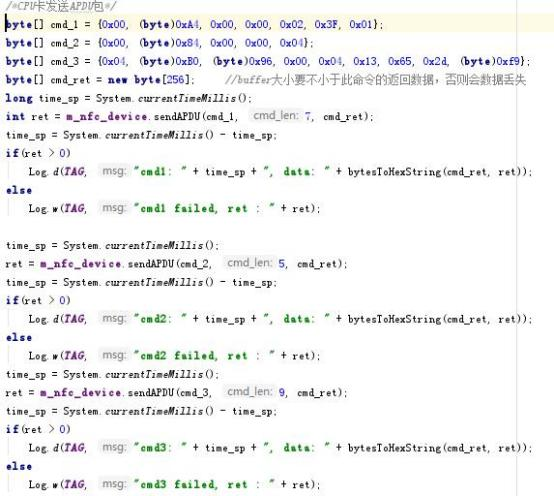 /*CPU卡发送APDU包*/
byte[] cmd_1 = {0x00, (byte)0xA4, 0x00, 0x00, 0x02, 0x3F, 0x01};
byte[] cmd_2 = {0x00, (byte)0x84, 0x00, 0x00, 0x04};
byte[] cmd_3 = {0x04, (byte)0xB0, (byte)0x96, 0x00, 0x04, 0x13, 0x65, 0x2d, (byte)0xf9};
byte[] cmd_ret = new byte[256];    //buffer大小要不小于此命令的返回数据，否则会数据丢失
long time_sp = System.currentTimeMillis();
int ret = m_nfc_device.sendAPDU(cmd_1, cmd_len: 7, cmd_ret);
time_sp = System.currentTimeMillis() - time_sp;
if(ret > 0)
    Log.d(TAG, msg: "cmd1: " + time_sp + ", data: " + bytesToHexString(cmd_ret, ret));
else
    Log.w(TAG, msg: "cmd1 failed, ret : " + ret);

time_sp = System.currentTimeMillis();
ret = m_nfc_device.sendAPDU(cmd_2, cmd_len: 5, cmd_ret);
time_sp = System.currentTimeMillis() - time_sp;
if(ret > 0)
    Log.d(TAG, msg: "cmd2: " + time_sp + ", data: " + bytesToHexString(cmd_ret, ret));
else
    Log.w(TAG, msg: "cmd2 failed, ret : " + ret);
time_sp = System.currentTimeMillis();
ret = m_nfc_device.sendAPDU(cmd_3, cmd_len: 9, cmd_ret);
time_sp = System.currentTimeMillis() - time_sp;
if(ret > 0)
    Log.d(TAG, msg: "cmd3: " + time_sp + ", data: " + bytesToHexString(cmd_ret, ret));
else
    Log.w(TAG, msg: "cmd3 failed, ret : " + ret);